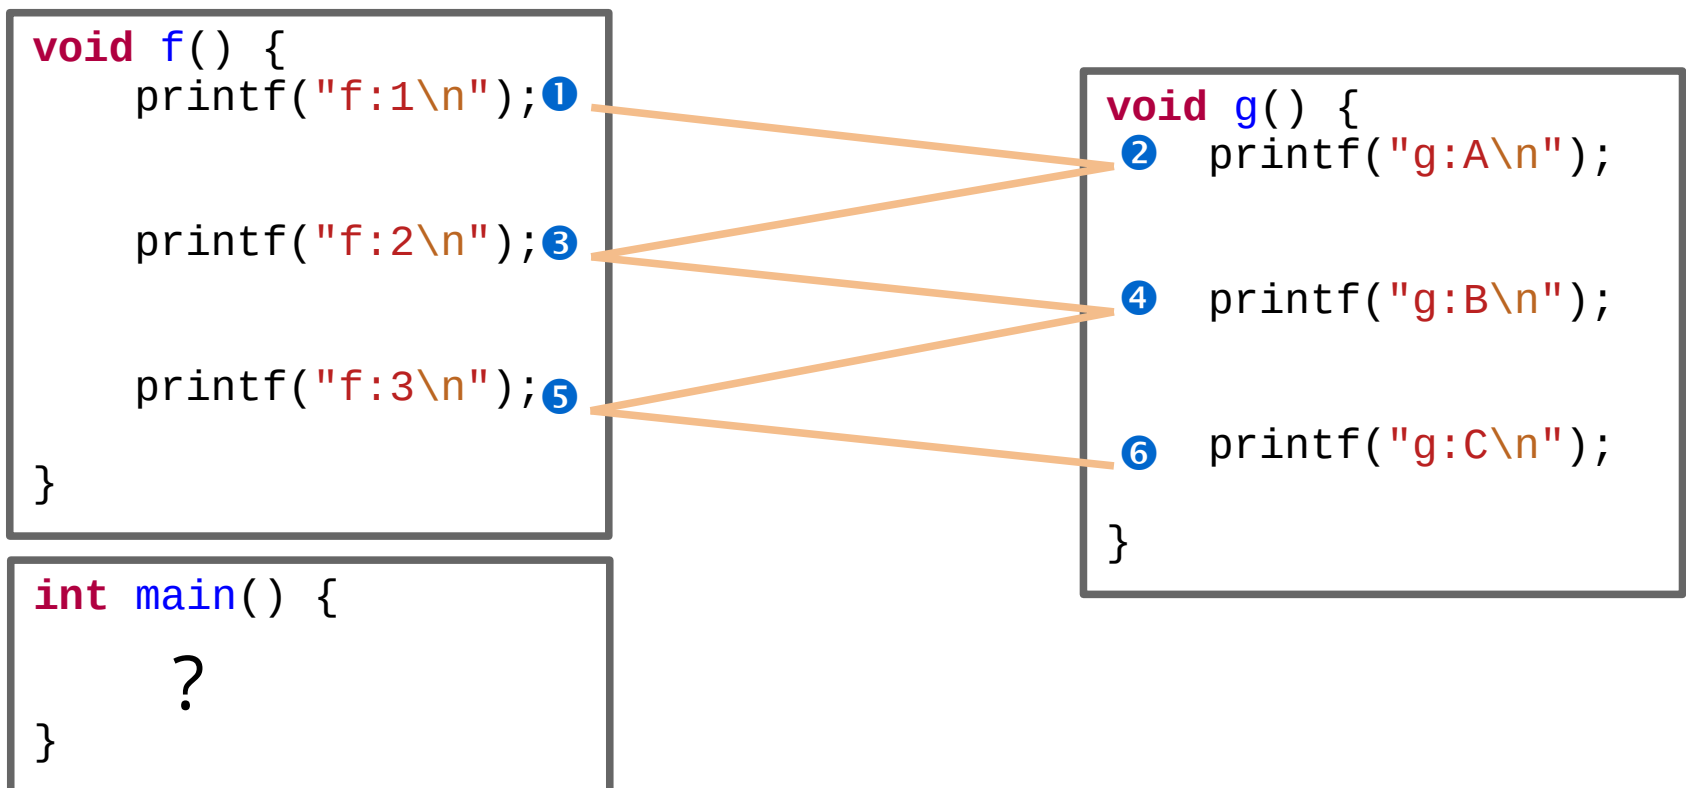 void f() {
    printf("f:1\n");❶
    printf("f:2\n");❸
    printf("f:3\n");❺
}
void g() {
❷  printf("g:A\n");
❹  printf("g:B\n");
❻  printf("g:C\n");
}
int main() {
    ?
}